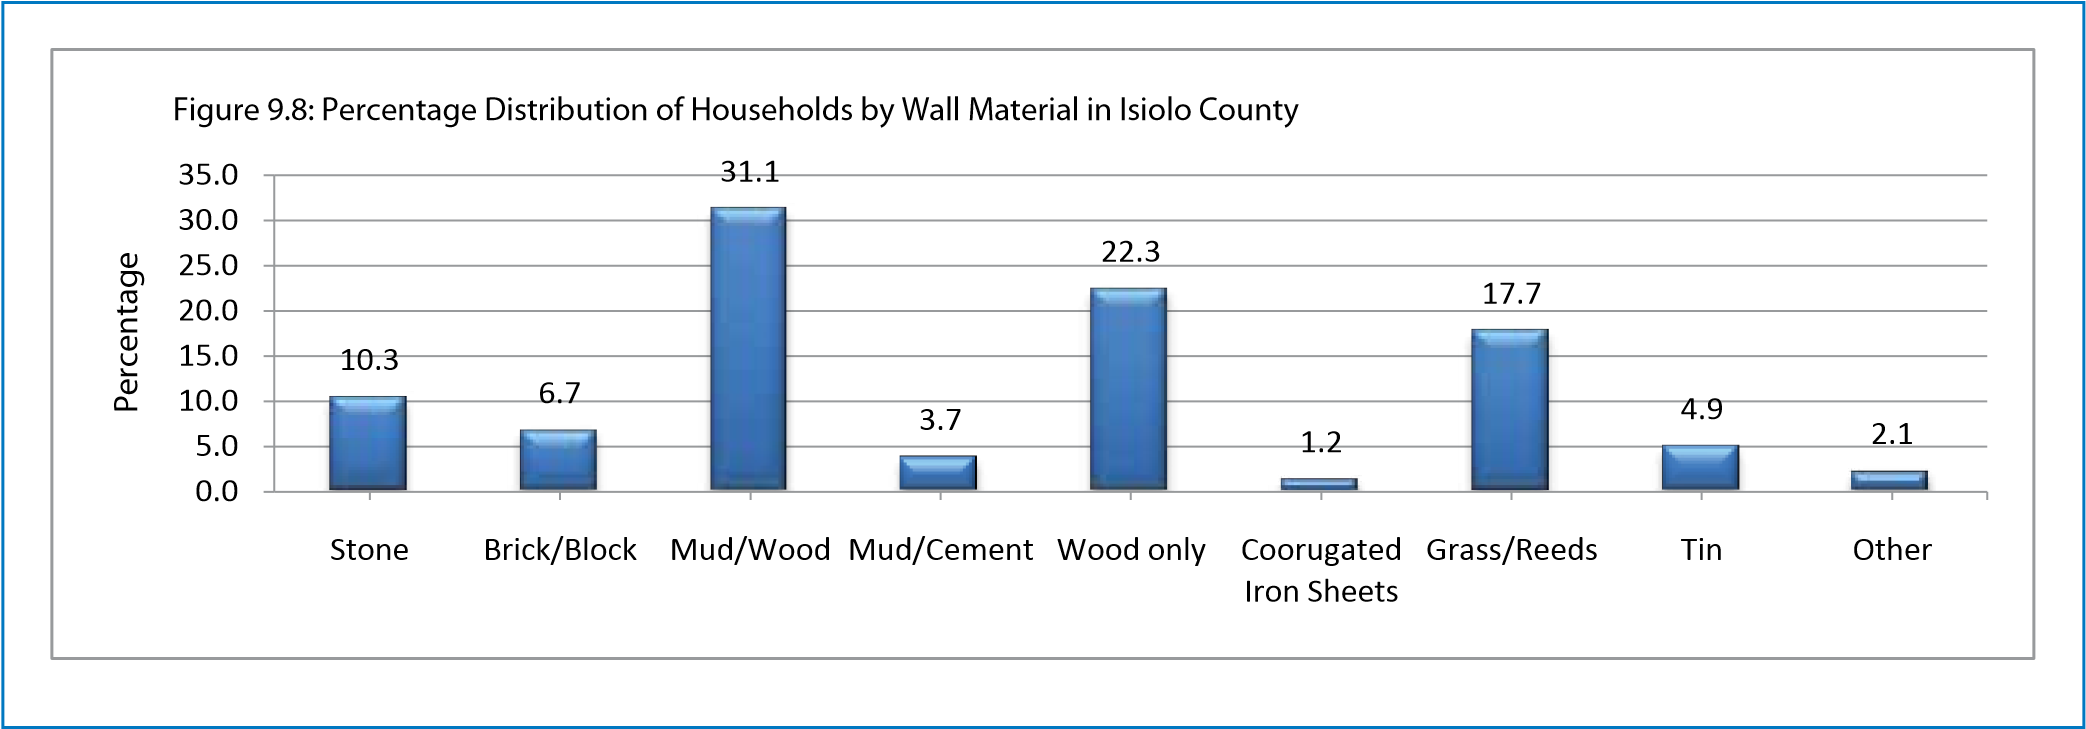 Figure 9.8: Percentage Distribution of Households by Wall Material in Isiolo County
Percentage
35.0
30.0
25.0
20.0
15.0
10.0
5.0
0.0
10.3
6.7
31.1
3.7
22.3
1.2
17.7
4.9
2.1
Stone
Brick/Block
Mud/Wood
Mud/Cement
Wood only
Coorugated
Iron Sheets
Grass/Reeds
Tin
Other